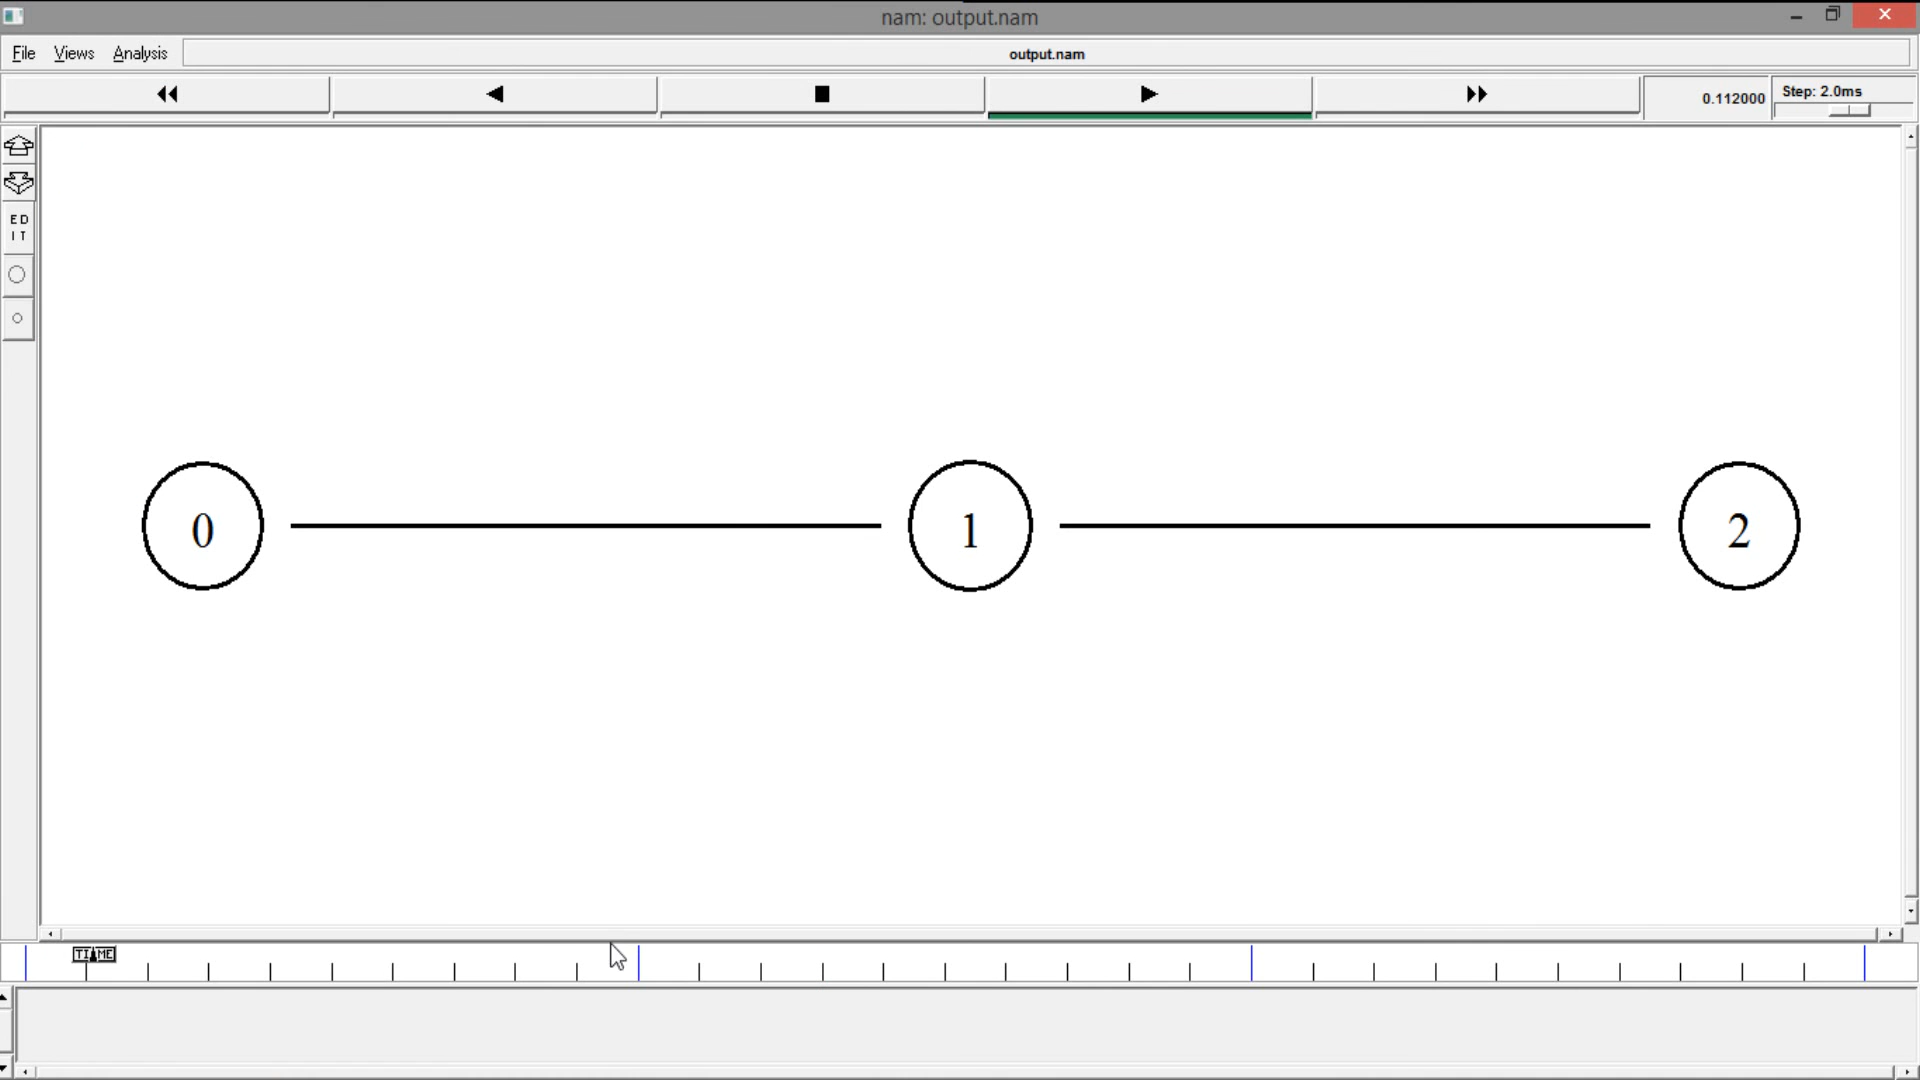 nam: output.nam
File Views Analysis output.nam
0.112000 Step: 2.0ms
ED
IT
0 1 2
TIME